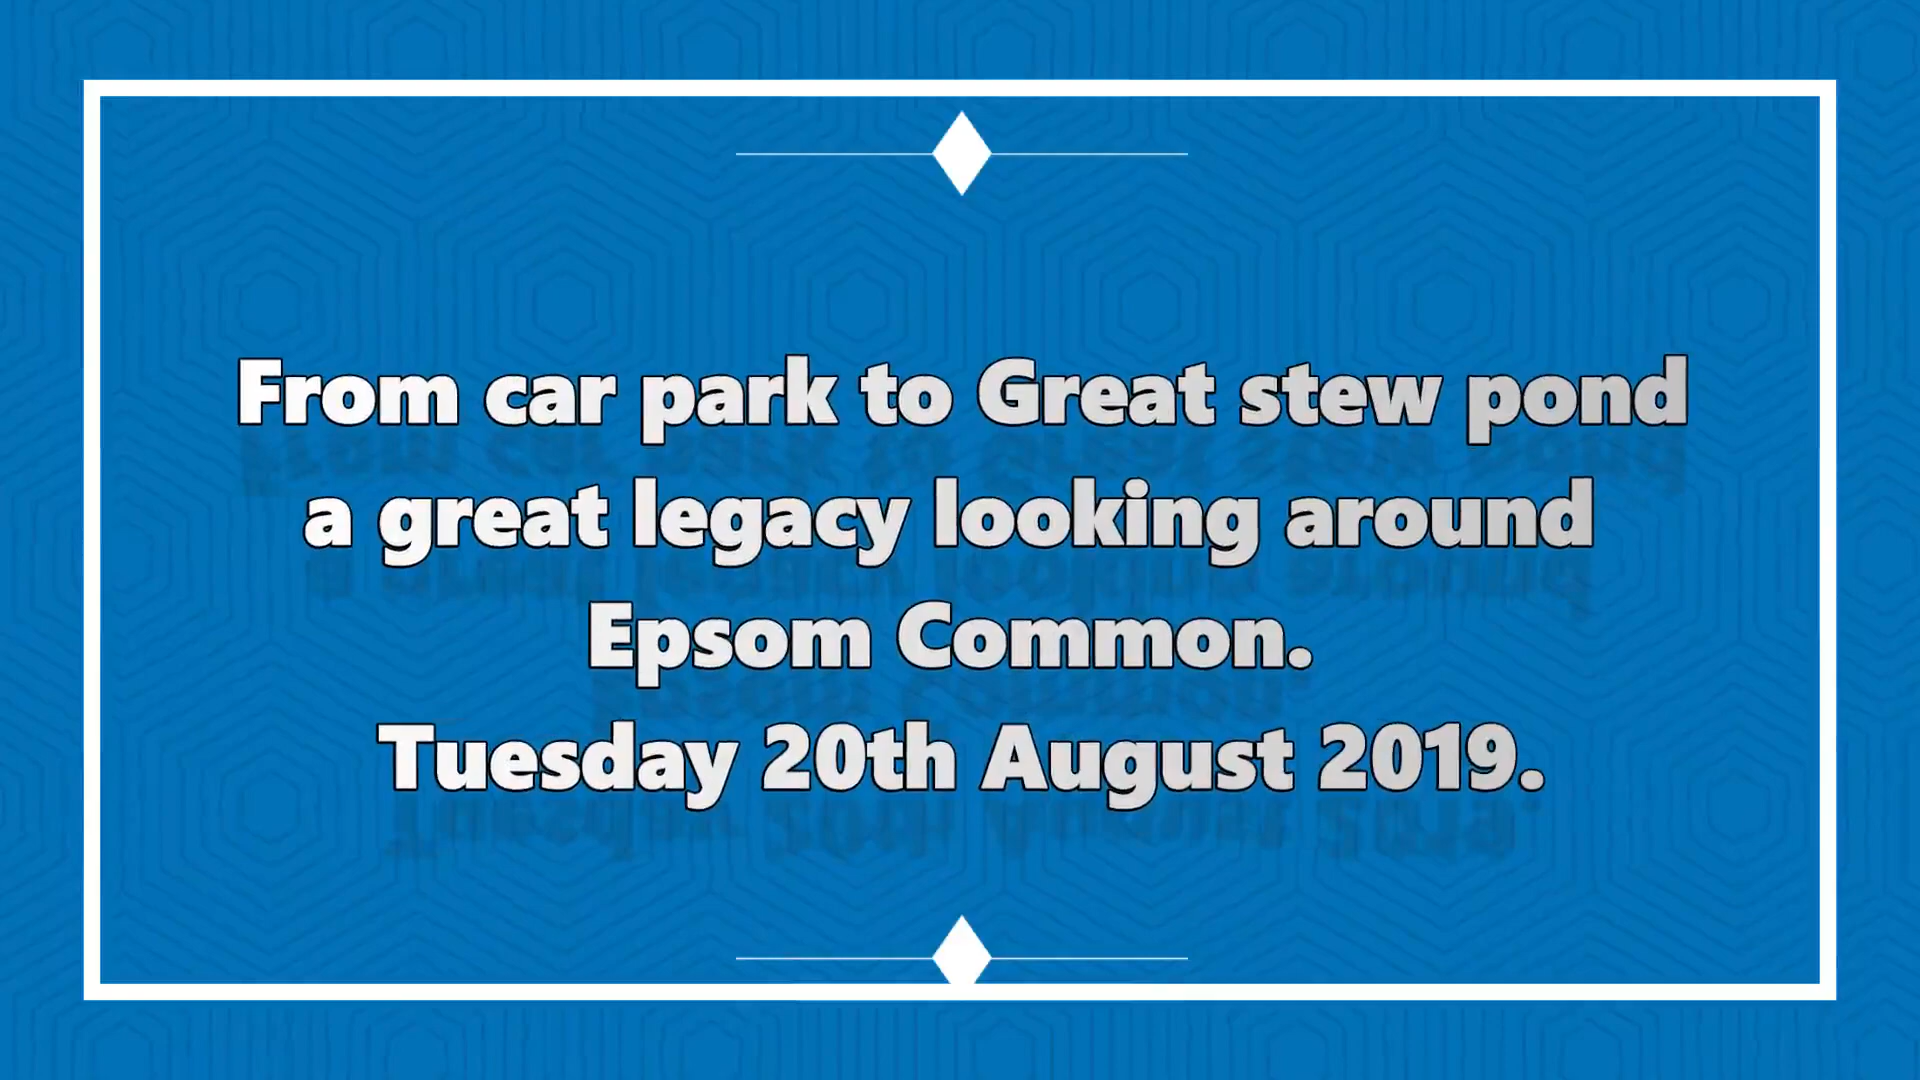 From car park to Great stew pond
a great legacy looking around
Epsom Common.
Tuesday 20th August 2019.